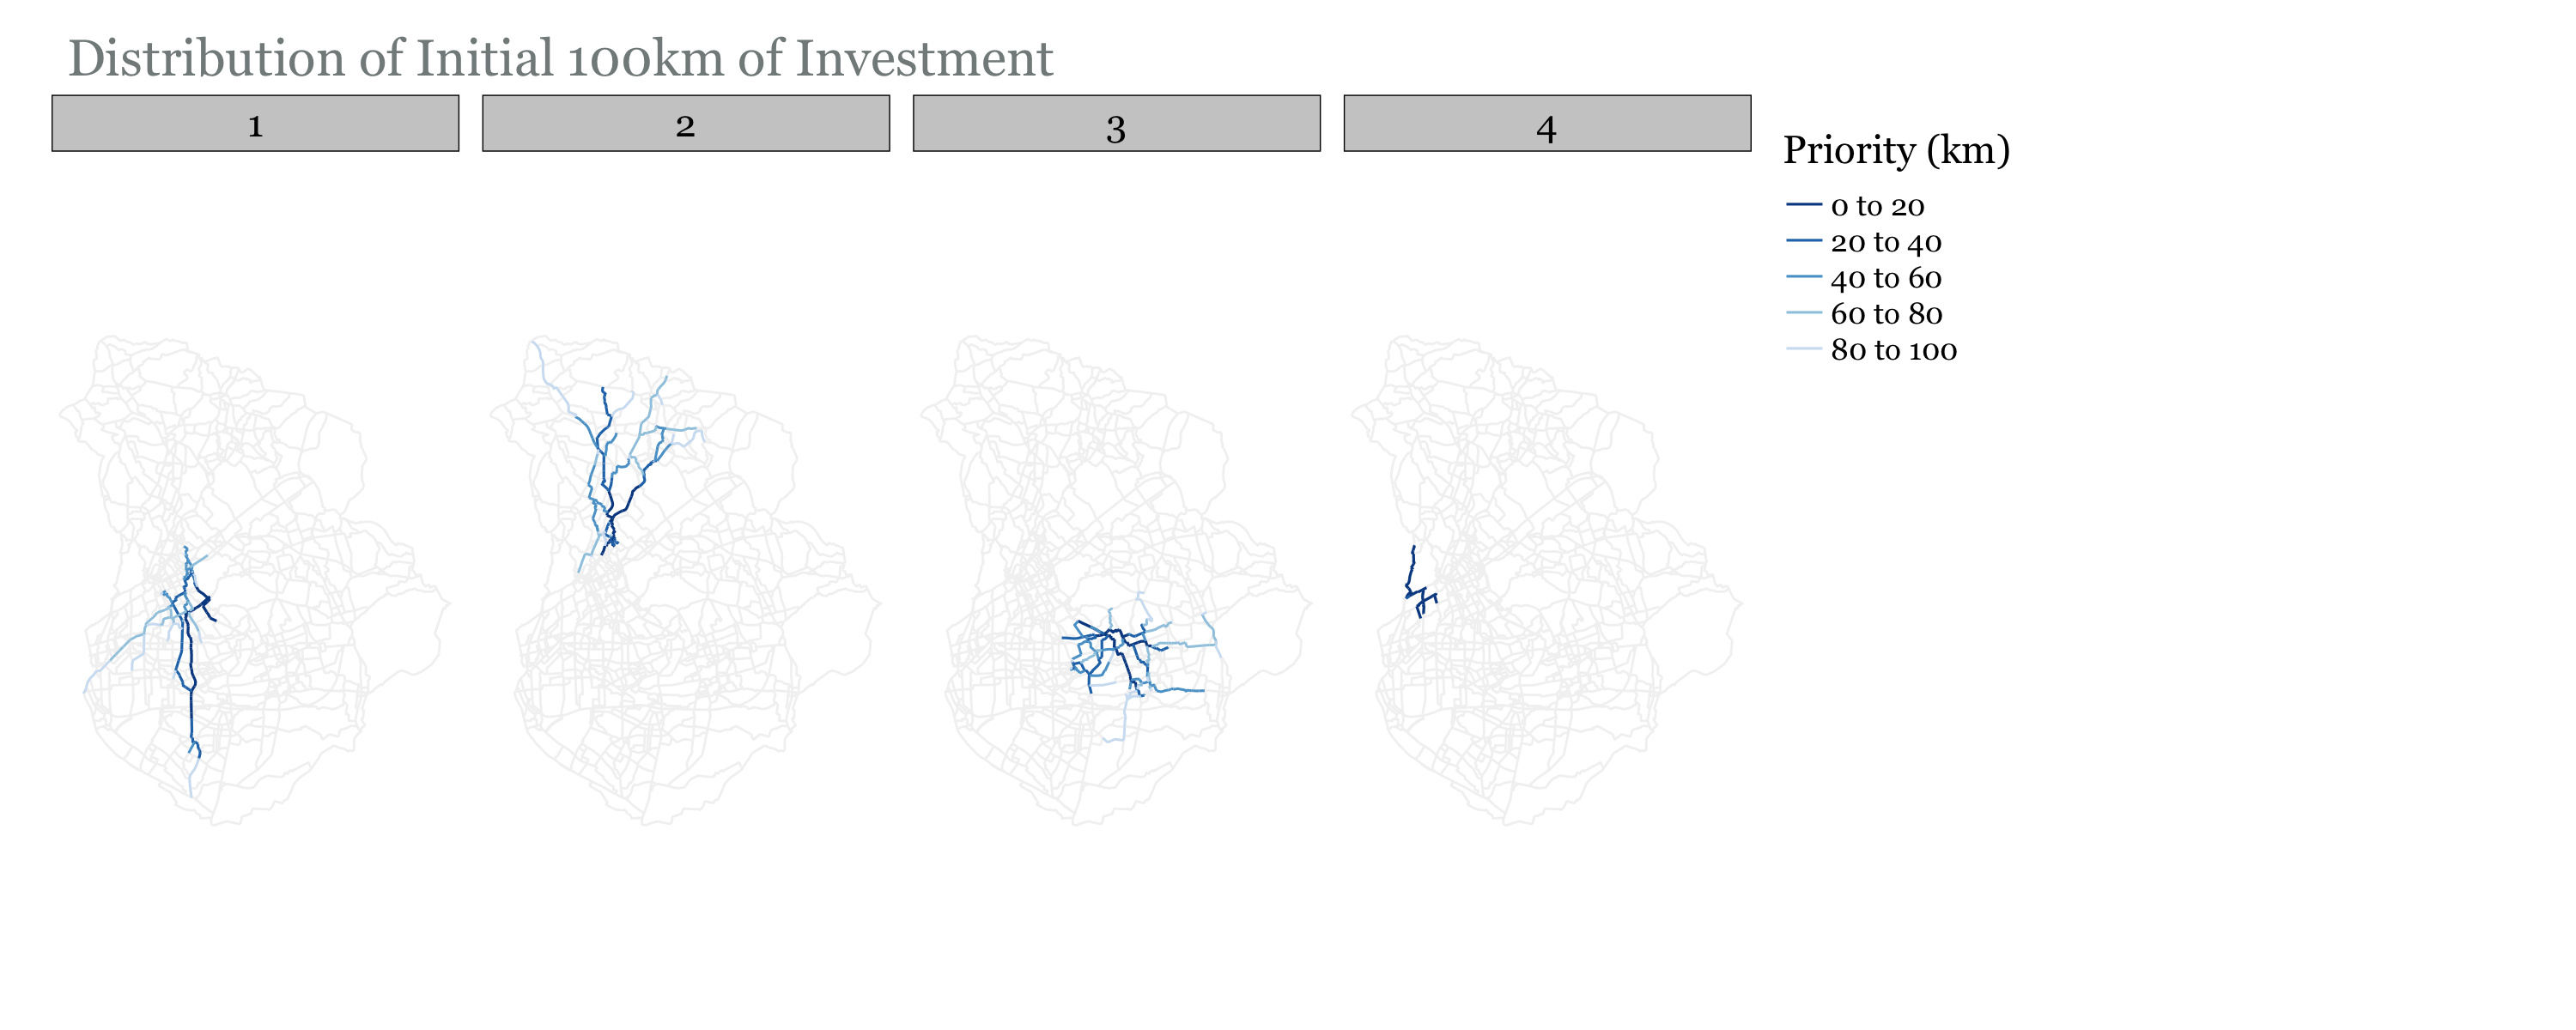 Distribution of Initial 100km of Investment
1
2
3
4
Priority (km)
0 to 20
20 to 40
40 to 60
60 to 80
80 to 100